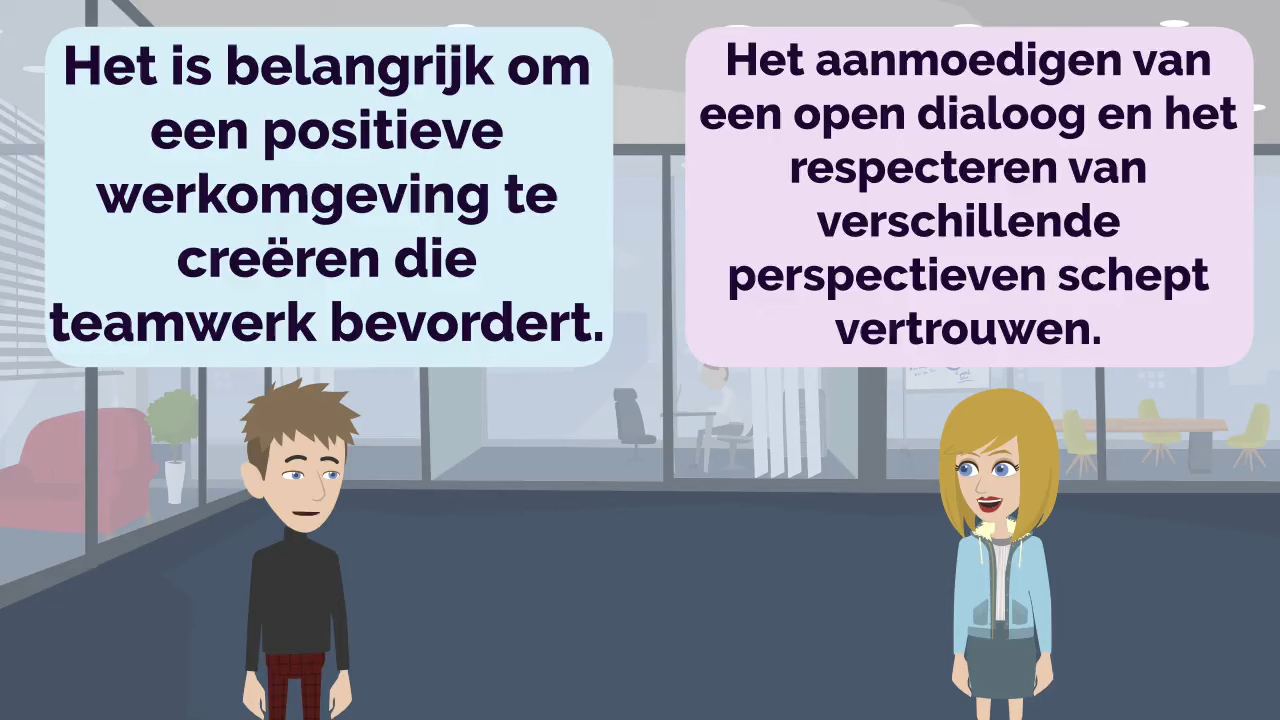 Het is belangrijk om
een positieve
werkomgeving te
creëren die
teamwerk bevordert.
Het aanmoedigen van
een open dialoog en het
respecteren van
verschillende
perspectieven schept
vertrouwen.